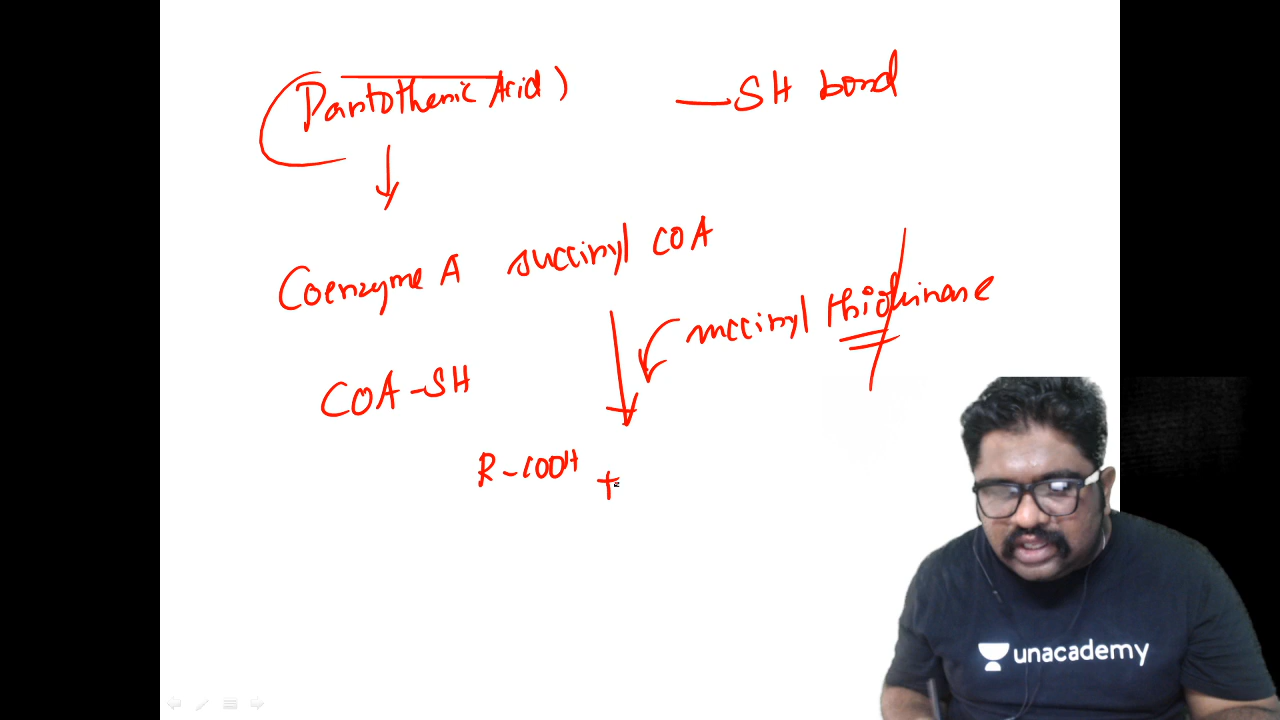 (Pantothenic Acid)
—SH bond
Coenzyme A
succinyl COA
succinyl thiokinase
COA-SH
R-COOH +
unacademy